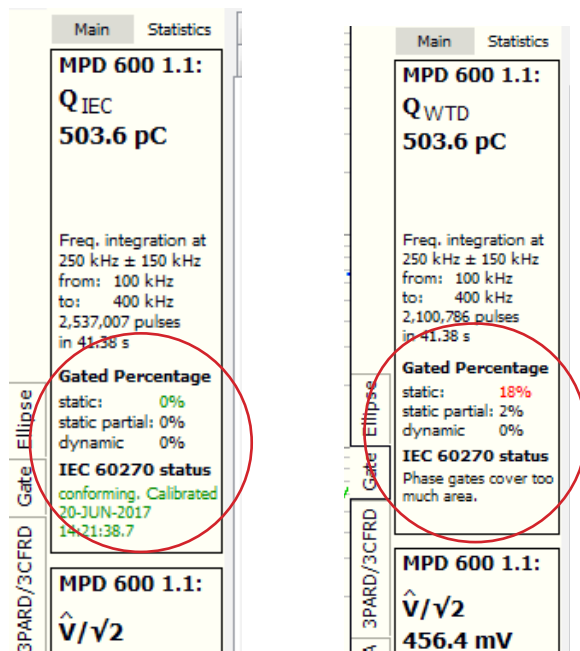 Main Statistics
MPD 600 1.1:
Q IEC
503.6 pC
Freq. integration at
250 kHz ± 150 kHz
from: 100 kHz
to: 400 kHz
2,537,007 pulses
in 41.38 s
Gated Percentage
static: 0%
static partial: 0%
dynamic 0%
IEC 60270 status
conforming. Calibrated
20-JUN-2017
14:21:38.7
MPD 600 1.1:
V̂/√2
Ellipse
Gate
3PARD/3CFRD
Main Statistics
MPD 600 1.1:
Q WTD
503.6 pC
Freq. integration at
250 kHz ± 150 kHz
from: 100 kHz
to: 400 kHz
2,100,786 pulses
in 41.38 s
Gated Percentage
static: 18%
static partial: 2%
dynamic 0%
IEC 60270 status
Phase gates cover too
much area.
MPD 600 1.1:
V̂/√2
456.4 mV
Ellipse
Gate
3PARD/3CFRD